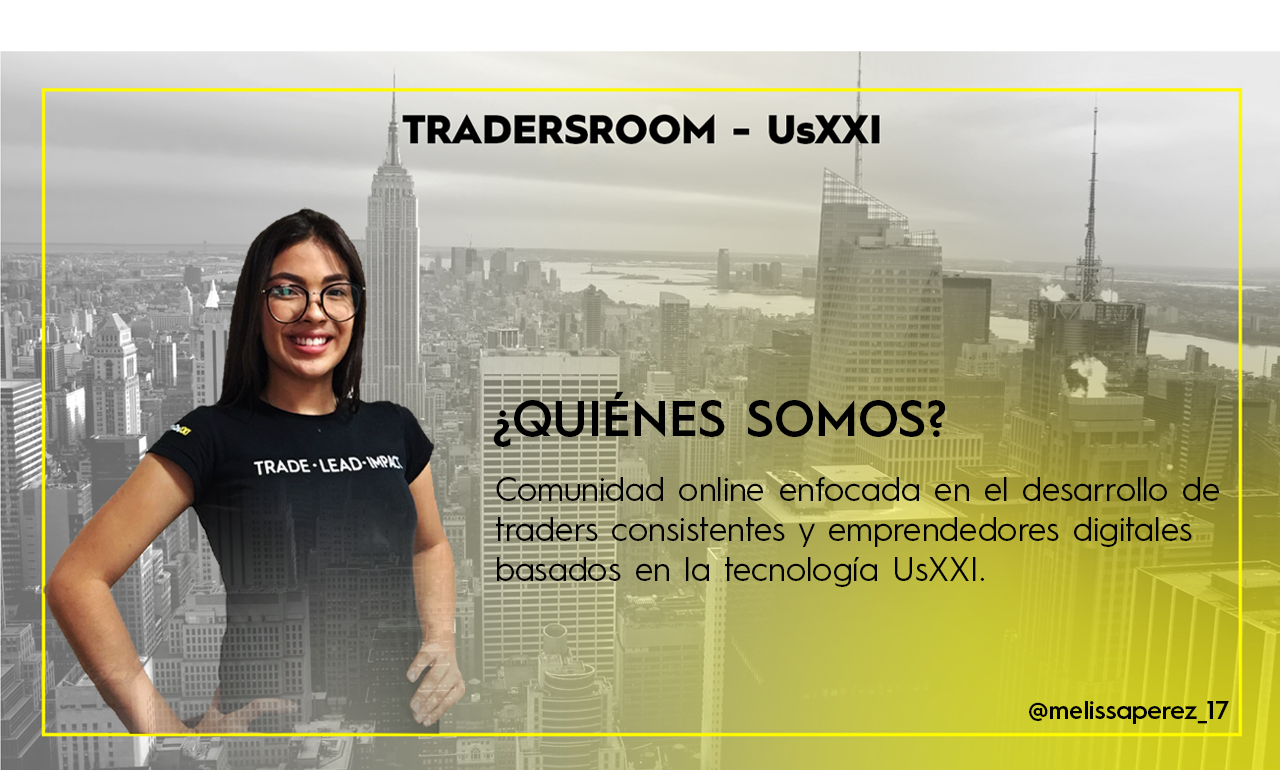 TRADERSROOM - UsXXI
TRADE·LEAD·IMPACT
¿QUIÉNES SOMOS?
Comunidad online enfocada en el desarrollo de
traders consistentes y emprendedores digitales
basados en la tecnología UsXXI.
@melissaperez_17